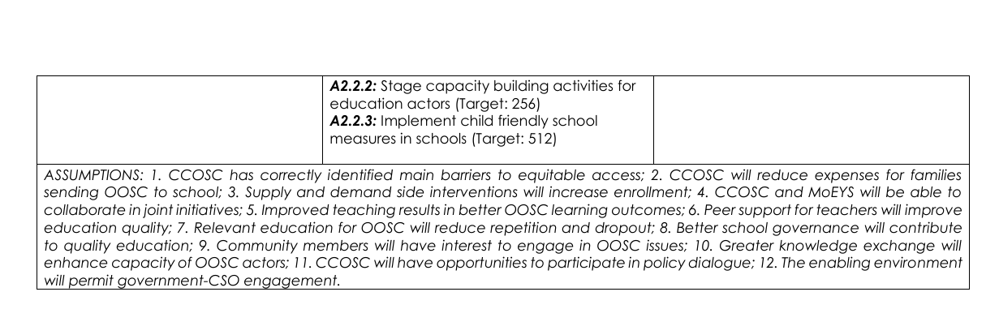 A2.2.2: Stage capacity building activities for
education actors (Target: 256)
A2.2.3: Implement child friendly school
measures in schools (Target: 512)
ASSUMPTIONS: 1. CCOSC has correctly identified main barriers to equitable access; 2. CCOSC will reduce expenses for families
sending OOSC to school; 3. Supply and demand side interventions will increase enrollment; 4. CCOSC and MoEYS will be able to
collaborate in joint initiatives; 5. Improved teaching results in better OOSC learning outcomes; 6. Peer support for teachers will improve
education quality; 7. Relevant education for OOSC will reduce repetition and dropout; 8. Better school governance will contribute
to quality education; 9. Community members will have interest to engage in OOSC issues; 10. Greater knowledge exchange will
enhance capacity of OOSC actors; 11. CCOSC will have opportunities to participate in policy dialogue; 12. The enabling environment
will permit government-CSO engagement.